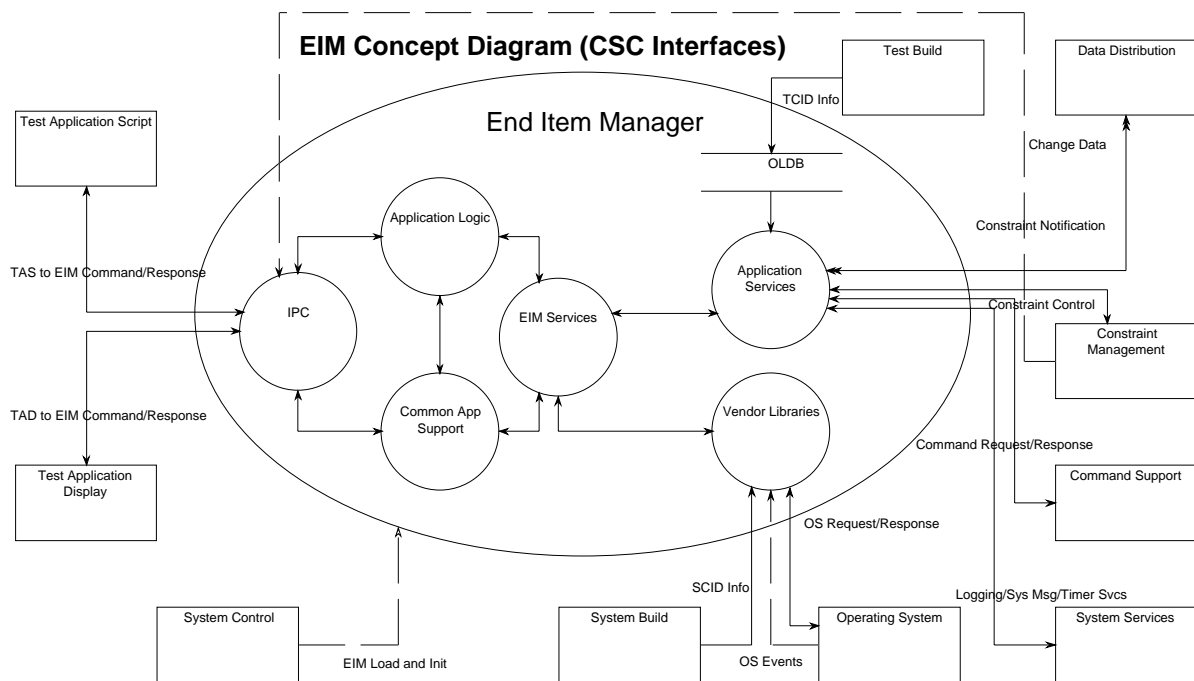 EIM Concept Diagram (CSC Interfaces)
Test Build
Data Distribution
TCID Info
Test Application Script
End Item Manager
Change Data
OLDB
Application Logic
Constraint Notification
TAS to EIM Command/Response
Application
Services
IPC
EIM Services
Constraint Control
Constraint
Management
TAD to EIM Command/Response
Common App
Support
Vendor Libraries
Command Request/Response
Test Application
Display
Command Support
OS Request/Response
SCID Info
Logging/Sys Msg/Timer Svcs
System Control
System Build
Operating System
System Services
EIM Load and Init
OS Events